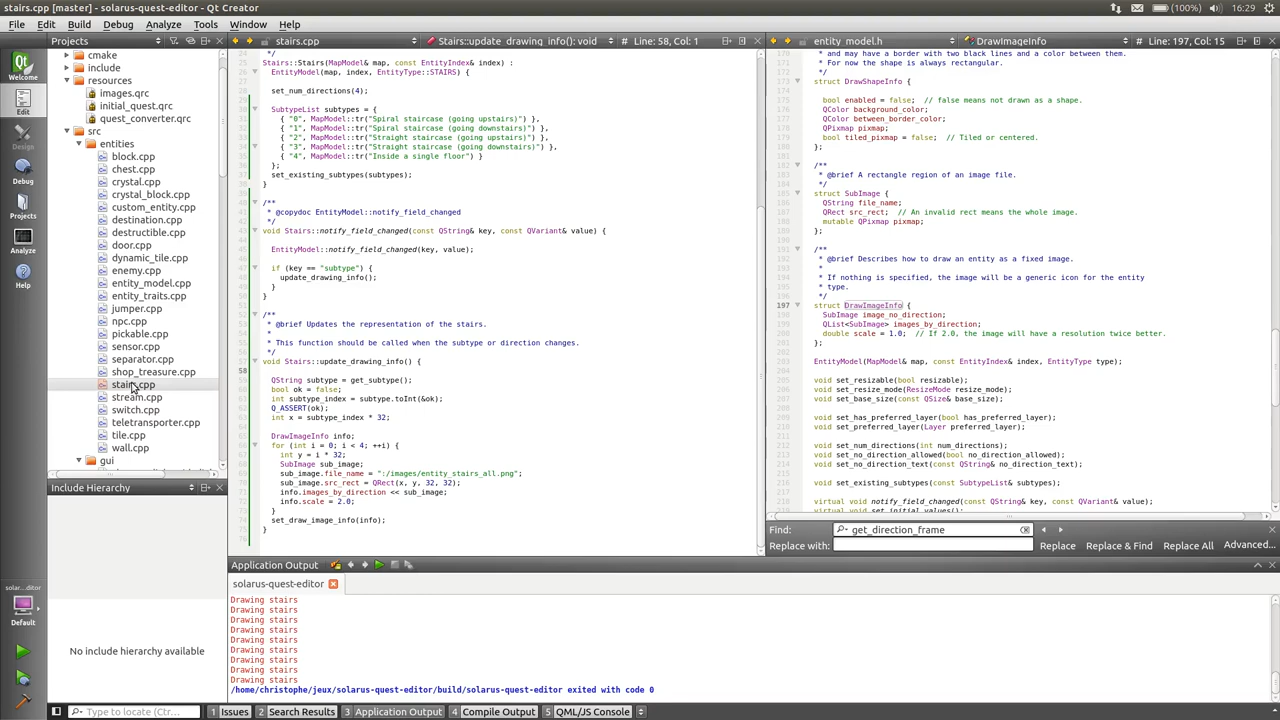 stairs.cpp [master] - solarus-quest-editor - Qt Creator
(100%)
16:29
File Edit Build Debug Analyze Tools Window Help
Projects
stairs.cpp
Stairs::update_drawing_info(): void
# Line: 58, Col: 1
entity_model.h
DrawImageInfo
# Line: 197, Col: 15
Welcome
Edit
Design
Debug
Projects
Analyze
Help
solar...ditor
Default
cmake
include
resources
images.qrc
initial_quest.qrc
quest_converter.qrc
src
entities
block.cpp
chest.cpp
crystal.cpp
crystal_block.cpp
custom_entity.cpp
destination.cpp
destructible.cpp
door.cpp
dynamic_tile.cpp
enemy.cpp
entity_model.cpp
entity_traits.cpp
jumper.cpp
npc.cpp
pickable.cpp
sensor.cpp
separator.cpp
shop_treasure.cpp
stairs.cpp
stream.cpp
switch.cpp
teletransporter.cpp
tile.cpp
wall.cpp
gui
Include Hierarchy
No include hierarchy available
*/
Stairs::Stairs(MapModel& map, const EntityIndex& index) :
EntityModel(map, index, EntityType::STAIRS) {
set_num_directions(4);
SubtypeList subtypes = {
{ "0", MapModel::tr("Spiral staircase (going upstairs)") },
{ "1", MapModel::tr("Spiral staircase (going downstairs)") },
{ "2", MapModel::tr("Straight staircase (going upstairs)") },
{ "3", MapModel::tr("Straight staircase (going downstairs)") },
{ "4", MapModel::tr("Inside a single floor") }
};
set_existing_subtypes(subtypes);
}
/**
* @copydoc EntityModel::notify_field_changed
*/
void Stairs::notify_field_changed(const QString& key, const QVariant& value) {
EntityModel::notify_field_changed(key, value);
if (key == "subtype") {
update_drawing_info();
}
}
/**
* @brief Updates the representation of the stairs.
*
* This function should be called when the subtype or direction changes.
*/
void Stairs::update_drawing_info() {
58
QString subtype = get_subtype();
bool ok = false;
int subtype_index = subtype.toInt(&ok);
Q_ASSERT(ok);
int x = subtype_index * 32;
DrawImageInfo info;
for (int i = 0; i < 4; ++i) {
int y = i * 32;
SubImage sub_image;
sub_image.file_name = ":/images/entity_stairs_all.png";
sub_image.src_rect = QRect(x, y, 32, 32);
info.images_by_direction << sub_image;
info.scale = 2.0;
}
set_draw_image_info(info);
}
* and may have a border with two black lines and a color between them.
* For now the shape is always rectangular.
*/
struct DrawShapeInfo {
bool enabled = false; // false means not drawn as a shape.
QColor background_color;
QColor between_border_color;
QPixmap pixmap;
bool tiled_pixmap = false; // Tiled or centered.
};
/**
* @brief A rectangle region of an image file.
*/
struct SubImage {
QString file_name;
QRect src_rect; // An invalid rect means the whole image.
mutable QPixmap pixmap;
};
/**
* @brief Describes how to draw an entity as a fixed image.
*
* If nothing is specified, the image will be a generic icon for the entity
* type.
*/
197 struct DrawImageInfo {
SubImage image_no_direction;
QList<SubImage> images_by_direction;
double scale = 1.0; // If 2.0, the image will have a resolution twice better.
};
EntityModel(MapModel& map, const EntityIndex& index, EntityType type);
void set_resizable(bool resizable);
void set_resize_mode(ResizeMode resize_mode);
void set_base_size(const QSize& base_size);
void set_has_preferred_layer(bool has_preferred_layer);
void set_preferred_layer(Layer preferred_layer);
void set_num_directions(int num_directions);
void set_no_direction_allowed(bool no_direction_allowed);
void set_no_direction_text(const QString& no_direction_text);
void set_existing_subtypes(const SubtypeList& subtypes);
virtual void notify_field_changed(const QString& key, const QVariant& value);
virtual void set_initial_values();
Find: get_direction_frame
Replace with:
Replace Replace & Find Replace All Advanced...
Application Output
solarus-quest-editor
Drawing stairs
Drawing stairs
Drawing stairs
Drawing stairs
Drawing stairs
Drawing stairs
Drawing stairs
Drawing stairs
Drawing stairs
/home/christophe/jeux/solarus-quest-editor/build/solarus-quest-editor exited with code 0
Type to locate (Ctrl...
1 Issues 2 Search Results 3 Application Output 4 Compile Output 5 QML/JS Console